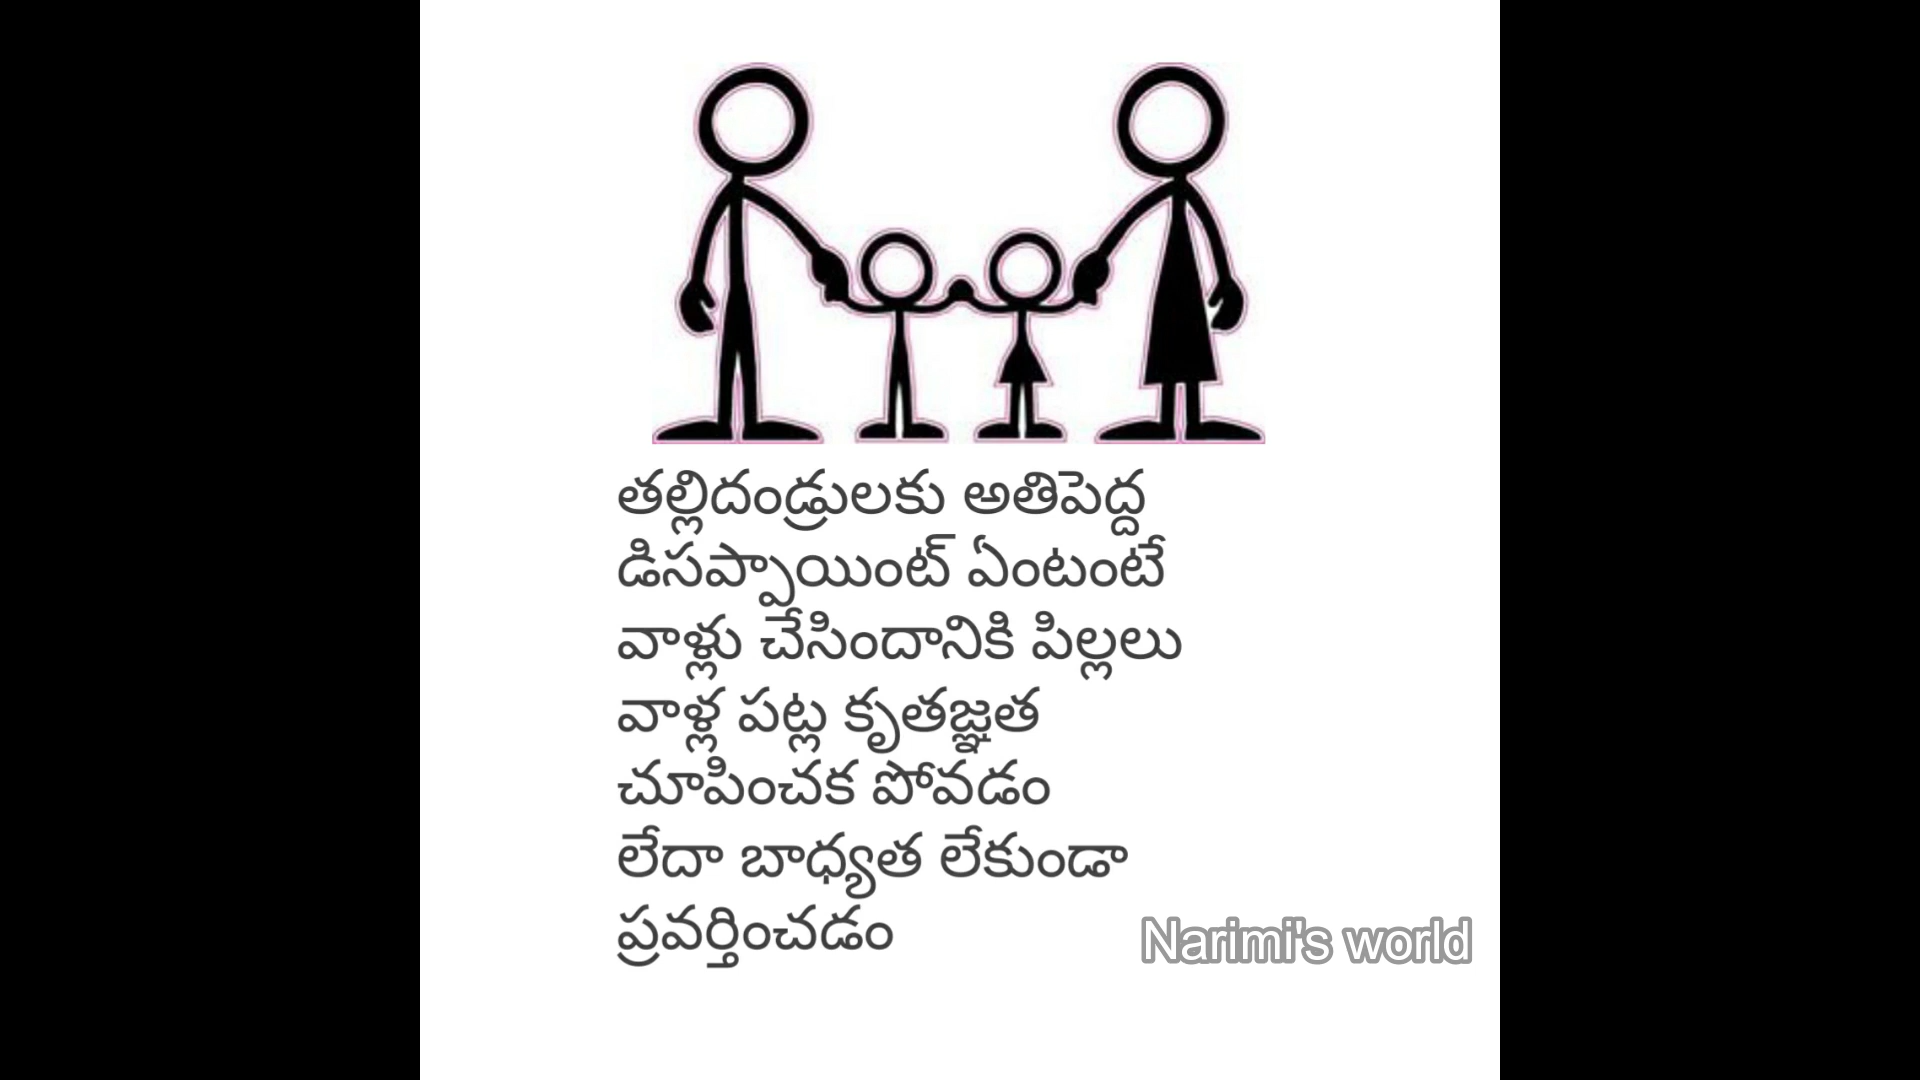 తల్లిదండ్రులకు అతిపెద్ద
డిసప్పాయింట్ ఏంటంటే
వాళ్లు చేసిందానికి పిల్లలు
వాళ్ల పట్ల కృతజ్ఞత
చూపించక పోవడం
లేదా బాధ్యత లేకుండా
ప్రవర్తించడం
Narimi's world